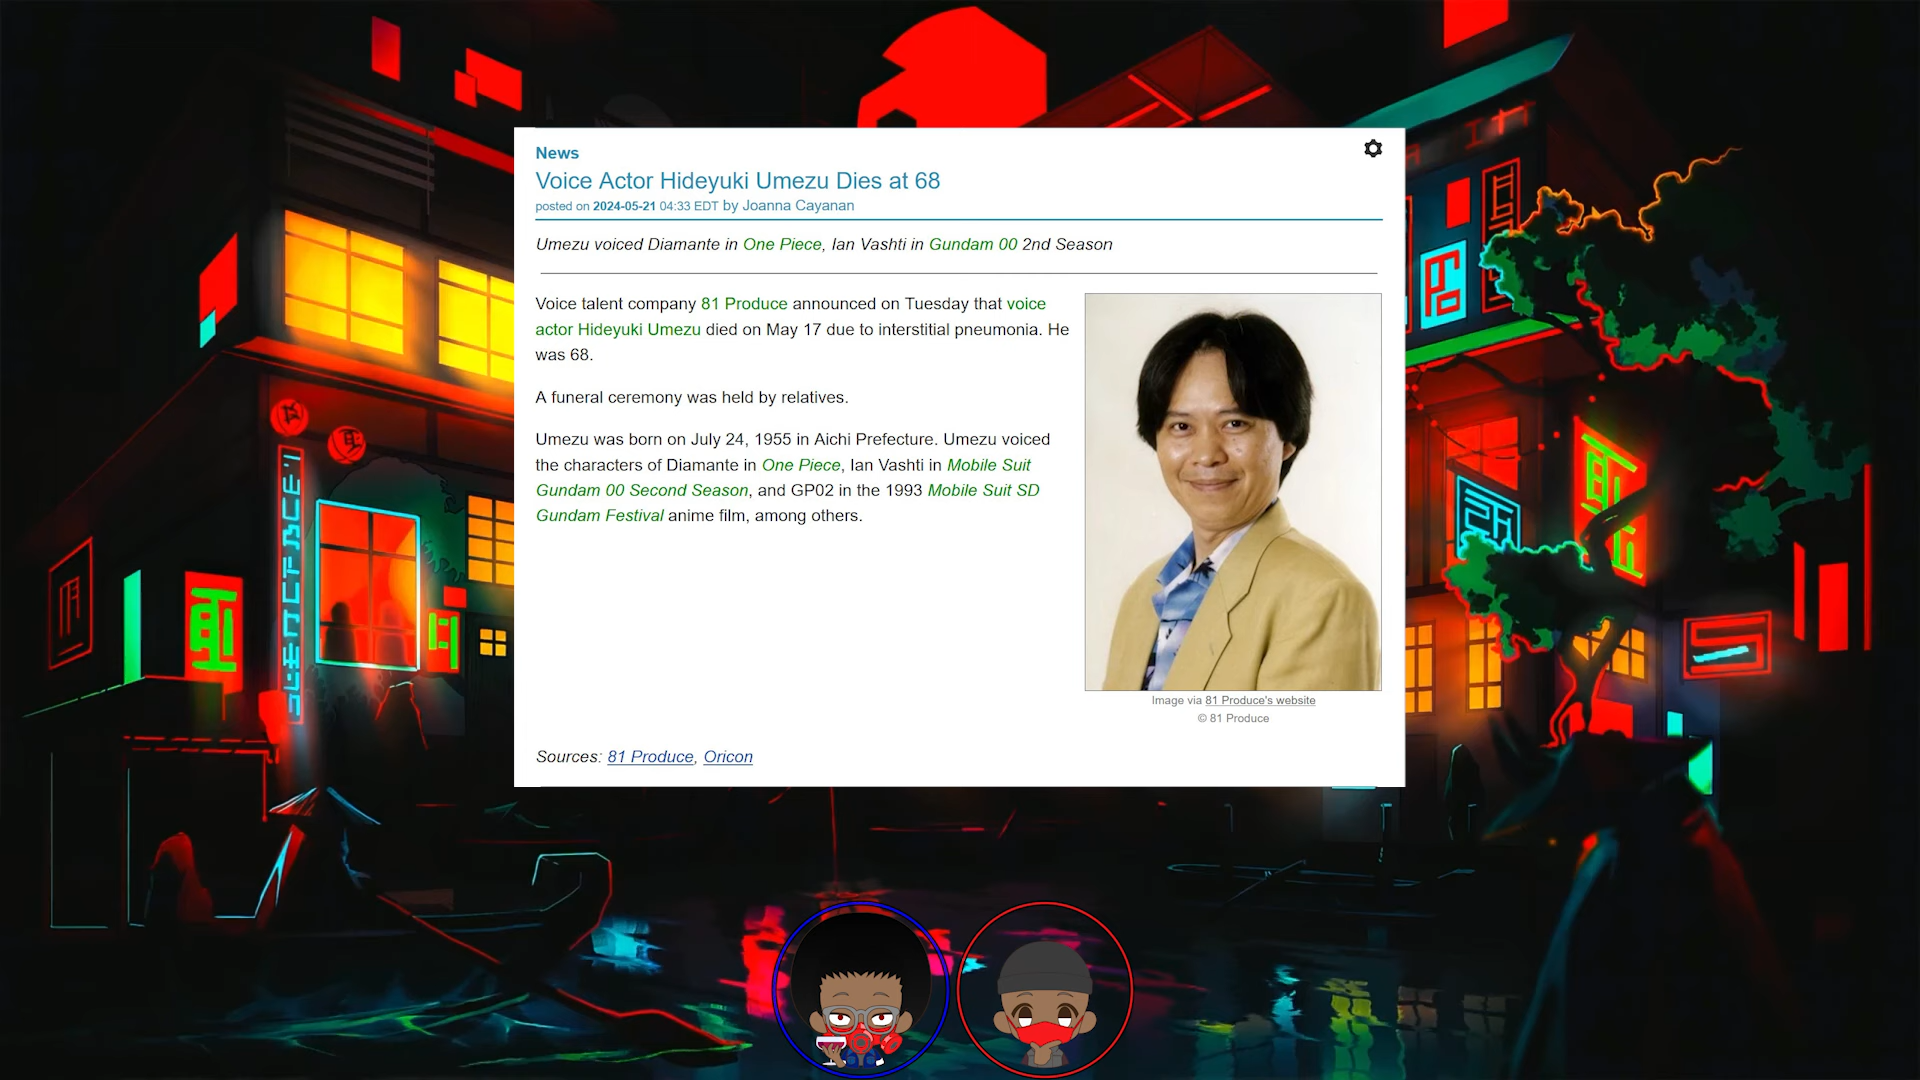 News
Voice Actor Hideyuki Umezu Dies at 68
posted on 2024-05-21 04:33 EDT by Joanna Cayanan
Umezu voiced Diamante in One Piece, Ian Vashti in Gundam 00 2nd Season
Voice talent company 81 Produce announced on Tuesday that voice
actor Hideyuki Umezu died on May 17 due to interstitial pneumonia. He
was 68.
A funeral ceremony was held by relatives.
Umezu was born on July 24, 1955 in Aichi Prefecture. Umezu voiced
the characters of Diamante in One Piece, Ian Vashti in Mobile Suit
Gundam 00 Second Season, and GP02 in the 1993 Mobile Suit SD
Gundam Festival anime film, among others.
Image via 81 Produce's website
© 81 Produce
Sources: 81 Produce, Oricon